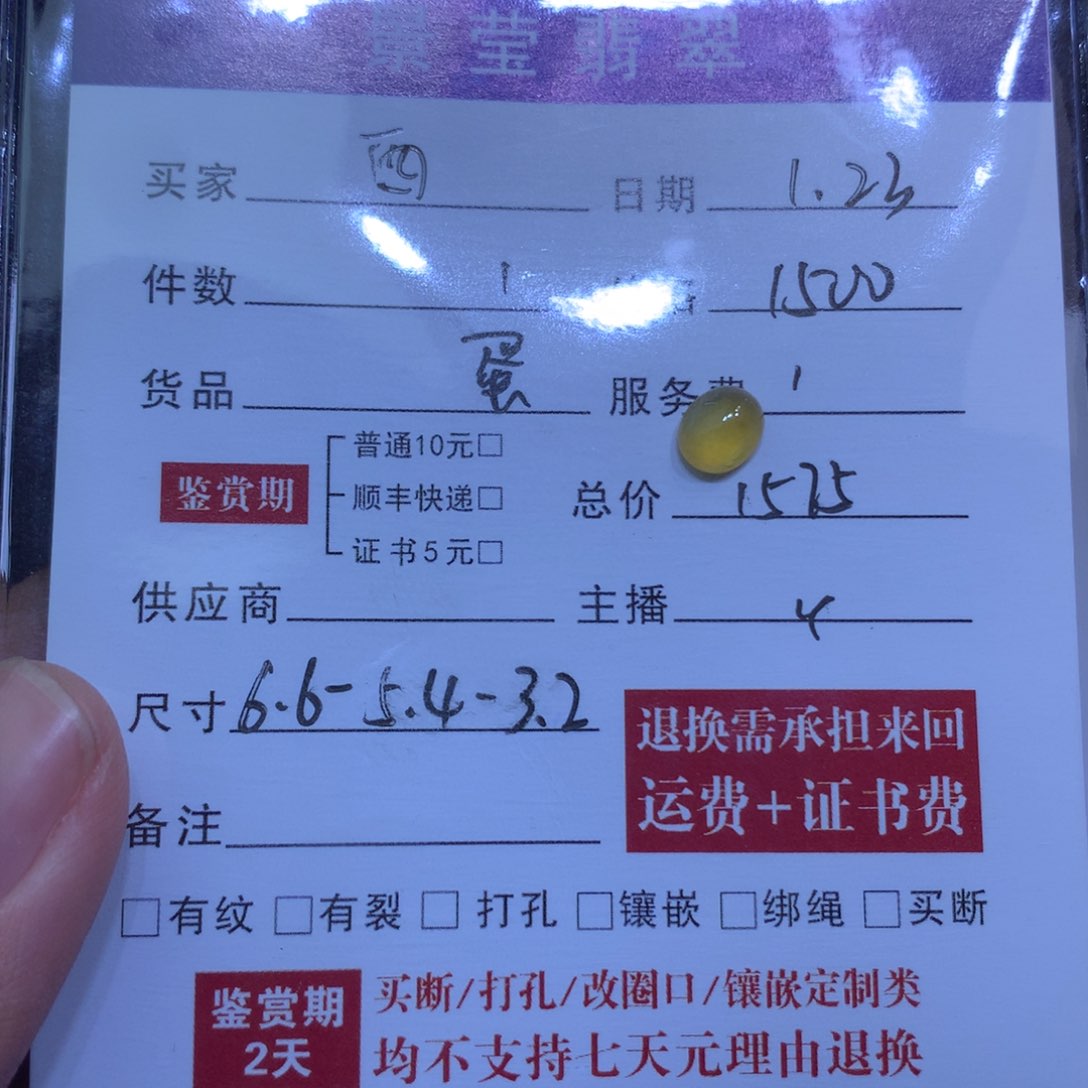 景莹翡翠
买家 西 日期 1.23
件数 1 1500
货品 蛋 服务费 1
普通10元□
鉴赏期 顺丰快递□ 总价 1575
证书5元□
供应商 主播 4
尺寸 6.6-5.4-3.2
退换需承担来回
运费+证书费
备注
□有纹 □有裂 □打孔 □镶嵌 □绑绳 □买断
鉴赏期 买断/打孔/改圈口/镶嵌定制类
2天 均不支持七天无理由退换